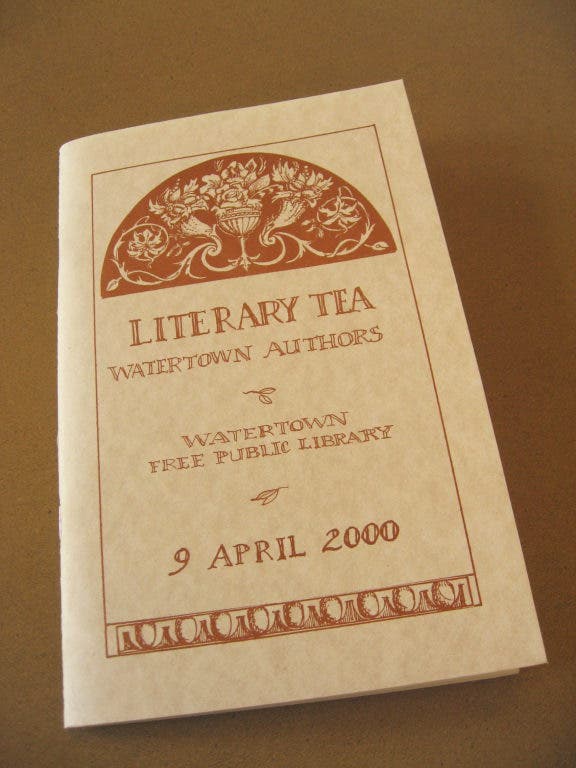 LITERARY TEA
WATERTOWN AUTHORS
WATERTOWN
FREE PUBLIC LIBRARY
9 APRIL 2000